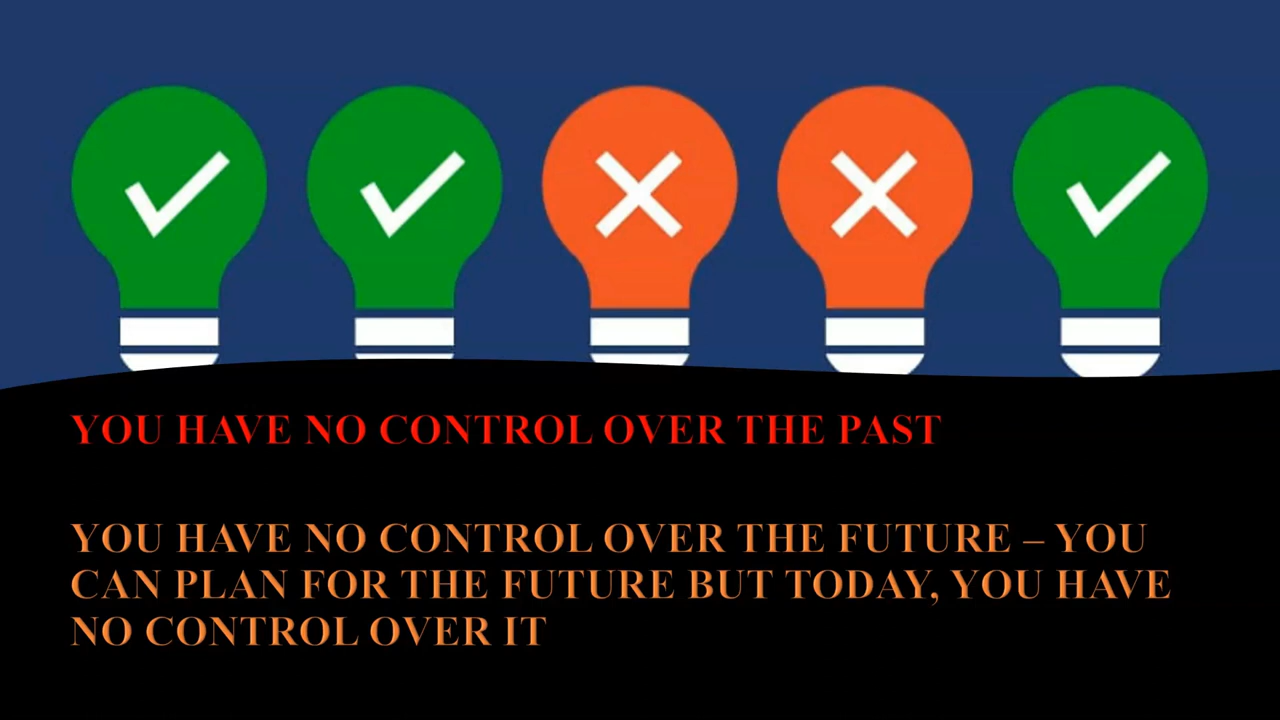 YOU HAVE NO CONTROL OVER THE PAST
YOU HAVE NO CONTROL OVER THE FUTURE – YOU
CAN PLAN FOR THE FUTURE BUT TODAY, YOU HAVE
NO CONTROL OVER IT